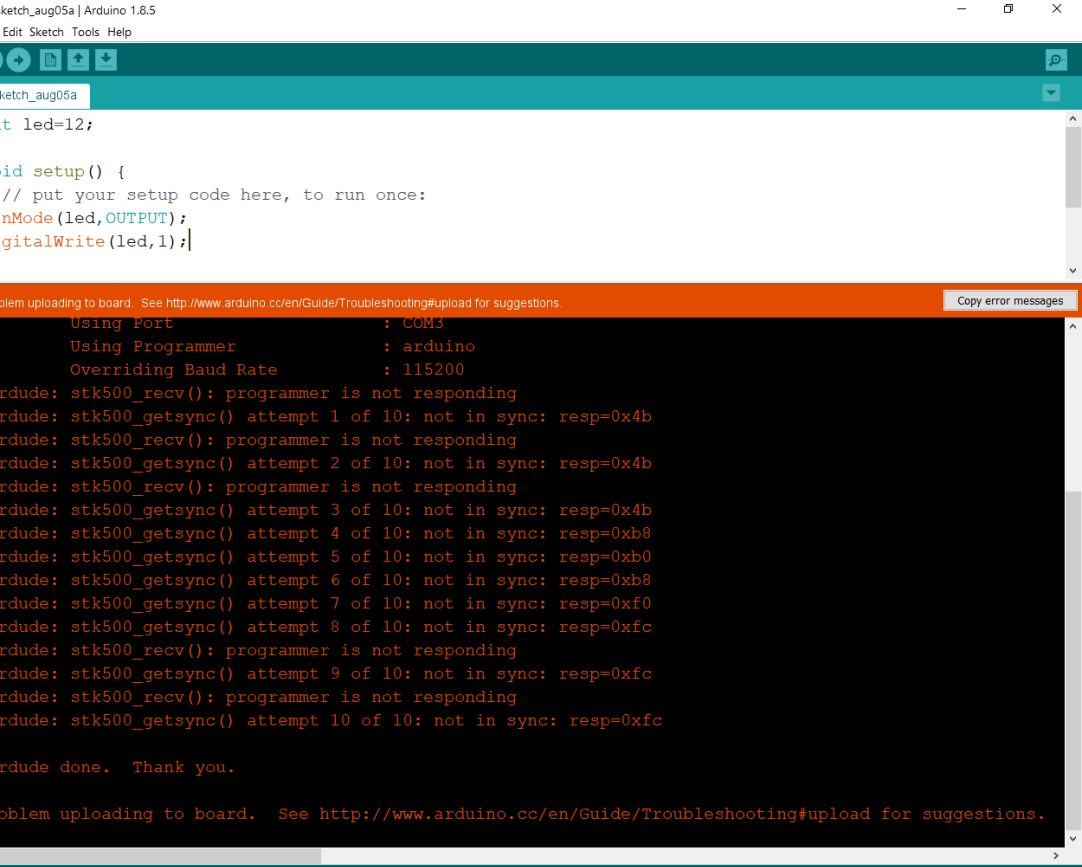 ketch_aug05a | Arduino 1.8.5
Edit Sketch Tools Help
ketch_aug05a
t led=12;
id setup() {
// put your setup code here, to run once:
nMode(led,OUTPUT);
gitalWrite(led,1);
blem uploading to board. See http://www.arduino.cc/en/Guide/Troubleshooting#upload for suggestions.
Copy error messages
Using Port : COM3
Using Programmer : arduino
Overriding Baud Rate : 115200
rdude: stk500_recv(): programmer is not responding
rdude: stk500_getsync() attempt 1 of 10: not in sync: resp=0x4b
rdude: stk500_recv(): programmer is not responding
rdude: stk500_getsync() attempt 2 of 10: not in sync: resp=0x4b
rdude: stk500_recv(): programmer is not responding
rdude: stk500_getsync() attempt 3 of 10: not in sync: resp=0x4b
rdude: stk500_getsync() attempt 4 of 10: not in sync: resp=0xb8
rdude: stk500_getsync() attempt 5 of 10: not in sync: resp=0xb0
rdude: stk500_getsync() attempt 6 of 10: not in sync: resp=0xb8
rdude: stk500_getsync() attempt 7 of 10: not in sync: resp=0xf0
rdude: stk500_getsync() attempt 8 of 10: not in sync: resp=0xfc
rdude: stk500_recv(): programmer is not responding
rdude: stk500_getsync() attempt 9 of 10: not in sync: resp=0xfc
rdude: stk500_recv(): programmer is not responding
rdude: stk500_getsync() attempt 10 of 10: not in sync: resp=0xfc
rdude done. Thank you.
oblem uploading to board. See http://www.arduino.cc/en/Guide/Troubleshooting#upload for suggestions.